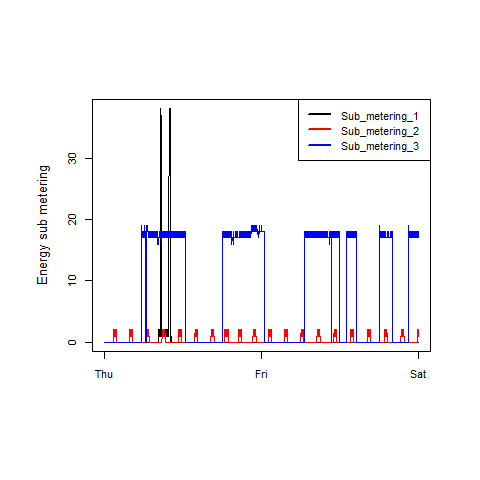 Sub_metering_1
Sub_metering_2
Sub_metering_3
Energy sub metering
30
20
10
0
Thu
Fri
Sat